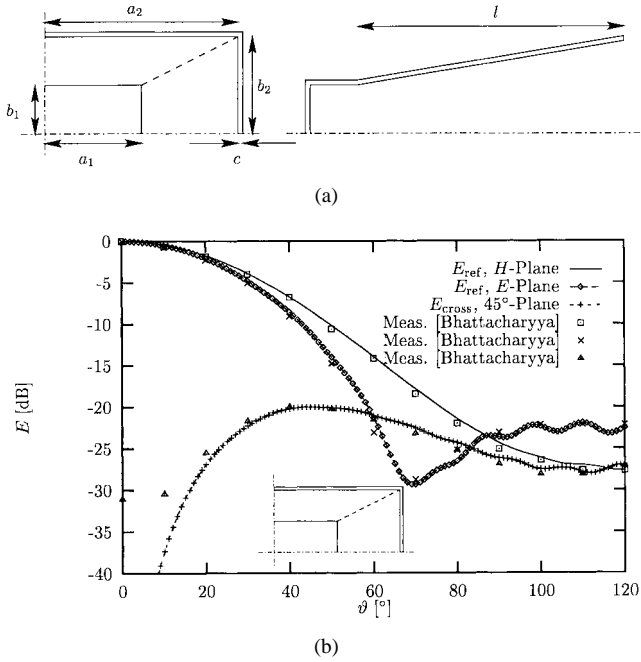 a₂
l
b₁
b₂
a₁
c
(a)
0
-5
-10
-15
-20
-25
-30
-35
-40
E [dB]
E_ref, H-Plane
E_ref, E-Plane
E_cross, 45°-Plane
Meas. [Bhattacharyya]
Meas. [Bhattacharyya]
Meas. [Bhattacharyya]
0 20 40 60 80 100 120
ϑ [°]
(b)